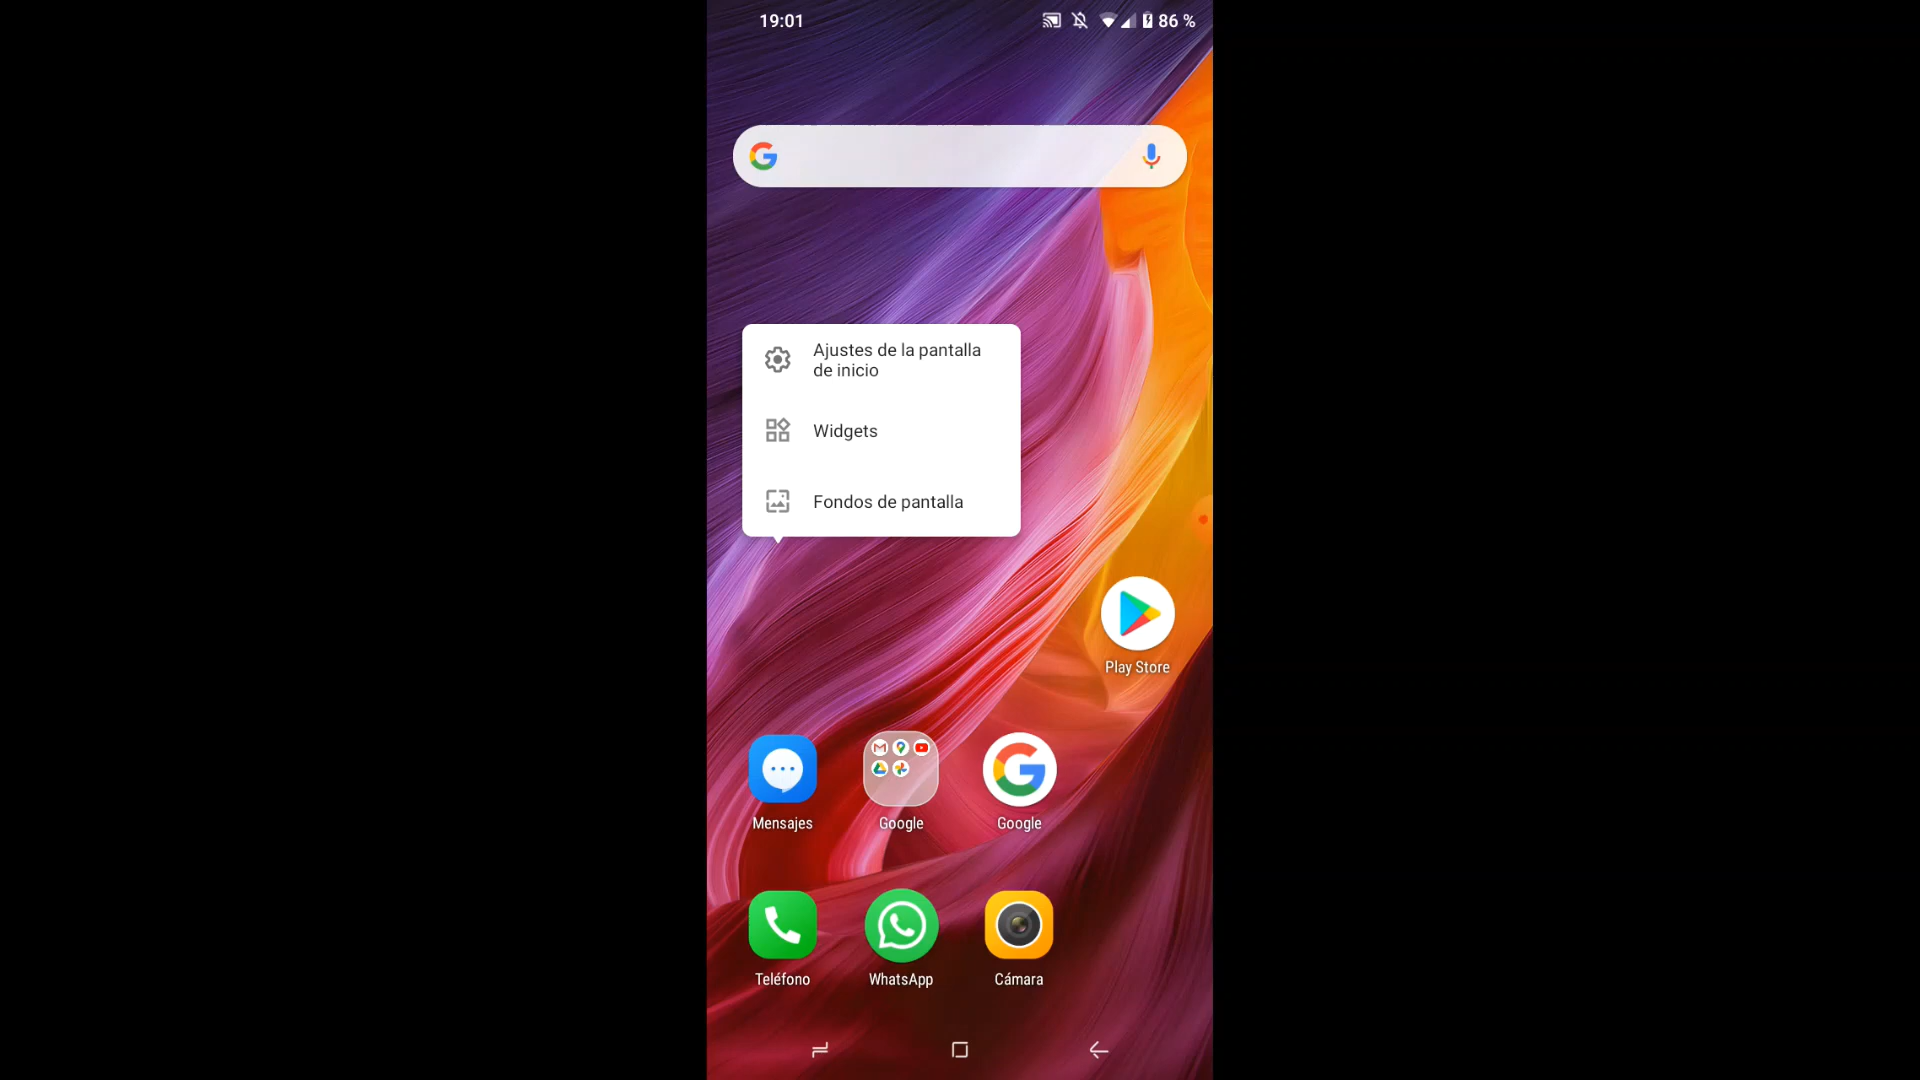 19:01
86 %
Ajustes de la pantalla
de inicio
Widgets
Fondos de pantalla
Play Store
Mensajes
Google
Google
Teléfono
WhatsApp
Cámara